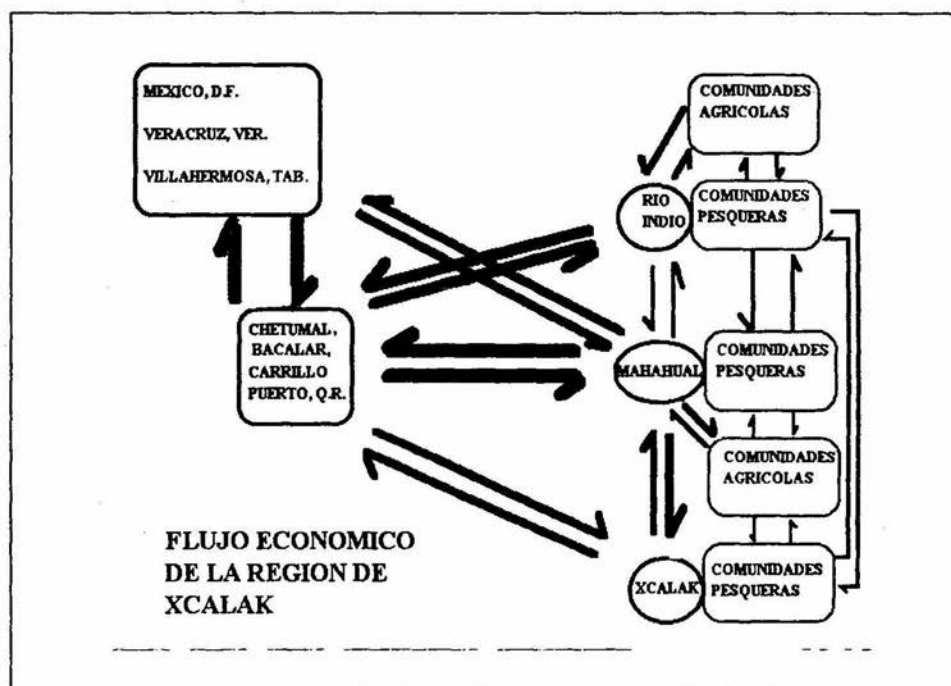 MEXICO, D.F.
VERACRUZ, VER.
VILLAHERMOSA, TAB.
COMUNIDADES
AGRICOLAS
RIO
INDIO
COMUNIDADES
PESQUERAS
CHETUMAL,
BACALAR,
CARRILLO
PUERTO, Q.R.
MAHAHUAL
COMUNIDADES
PESQUERAS
COMUNIDADES
AGRICOLAS
XCALAK
COMUNIDADES
PESQUERAS
FLUJO ECONOMICO
DE LA REGION DE
XCALAK